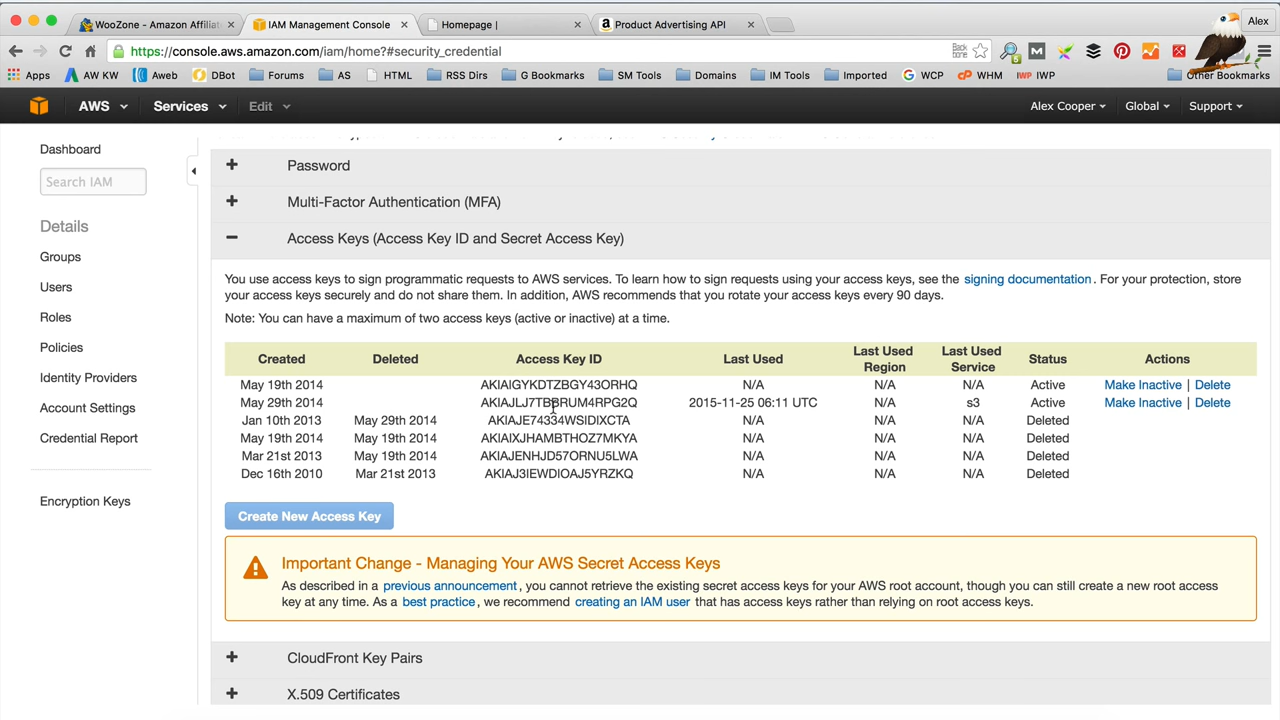 WooZone - Amazon Affiliat
IAM Management Console
Homepage |
Product Advertising API
Alex
https://console.aws.amazon.com/iam/home?#security_credential
Apps
AW KW
Aweb
DBot
Forums
AS
HTML
RSS Dirs
G Bookmarks
SM Tools
Domains
IM Tools
Imported
WCP
WHM
IWP
Other Bookmarks
AWS
Services
Edit
Alex Cooper
Global
Support
Dashboard
Search IAM
Details
Groups
Users
Roles
Policies
Identity Providers
Account Settings
Credential Report
Encryption Keys
Password
Multi-Factor Authentication (MFA)
Access Keys (Access Key ID and Secret Access Key)
You use access keys to sign programmatic requests to AWS services. To learn how to sign requests using your access keys, see the signing documentation. For your protection, store
your access keys securely and do not share them. In addition, AWS recommends that you rotate your access keys every 90 days.
Note: You can have a maximum of two access keys (active or inactive) at a time.
Created Deleted Access Key ID Last Used Last Used Region Last Used Service Status Actions
May 19th 2014 AKIAIGYKDTZBGY43ORHQ N/A N/A N/A Active Make Inactive | Delete
May 29th 2014 AKIAJLJ7TBBRUM4RPG2Q 2015-11-25 06:11 UTC N/A s3 Active Make Inactive | Delete
Jan 10th 2013 May 29th 2014 AKIAJE74334WSIDIXCTA N/A N/A N/A Deleted
May 19th 2014 May 19th 2014 AKIAIXJHAMBTHOZ7MKYA N/A N/A N/A Deleted
Mar 21st 2013 May 19th 2014 AKIAJENHJD57ORNU5LWA N/A N/A N/A Deleted
Dec 16th 2010 Mar 21st 2013 AKIAJ3IEWDIOAJ5YRZKQ N/A N/A N/A Deleted
Create New Access Key
Important Change - Managing Your AWS Secret Access Keys
As described in a previous announcement, you cannot retrieve the existing secret access keys for your AWS root account, though you can still create a new root access
key at any time. As a best practice, we recommend creating an IAM user that has access keys rather than relying on root access keys.
CloudFront Key Pairs
X.509 Certificates